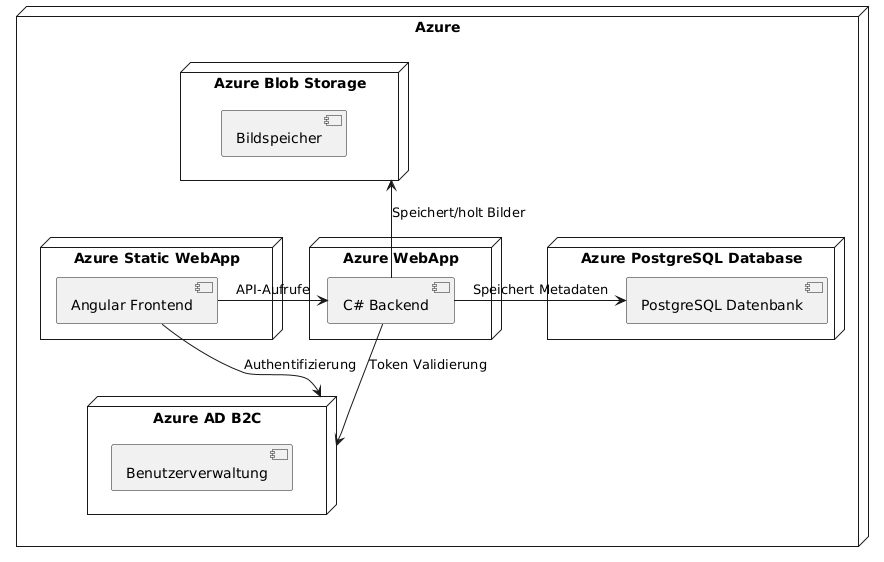 Azure
Azure Blob Storage
Bildspeicher
Speichert/holt Bilder
Azure Static WebApp
Azure WebApp
Azure PostgreSQL Database
Angular Frontend
API-Aufrufe
C# Backend
Speichert Metadaten
PostgreSQL Datenbank
Authentifizierung
Token Validierung
Azure AD B2C
Benutzerverwaltung